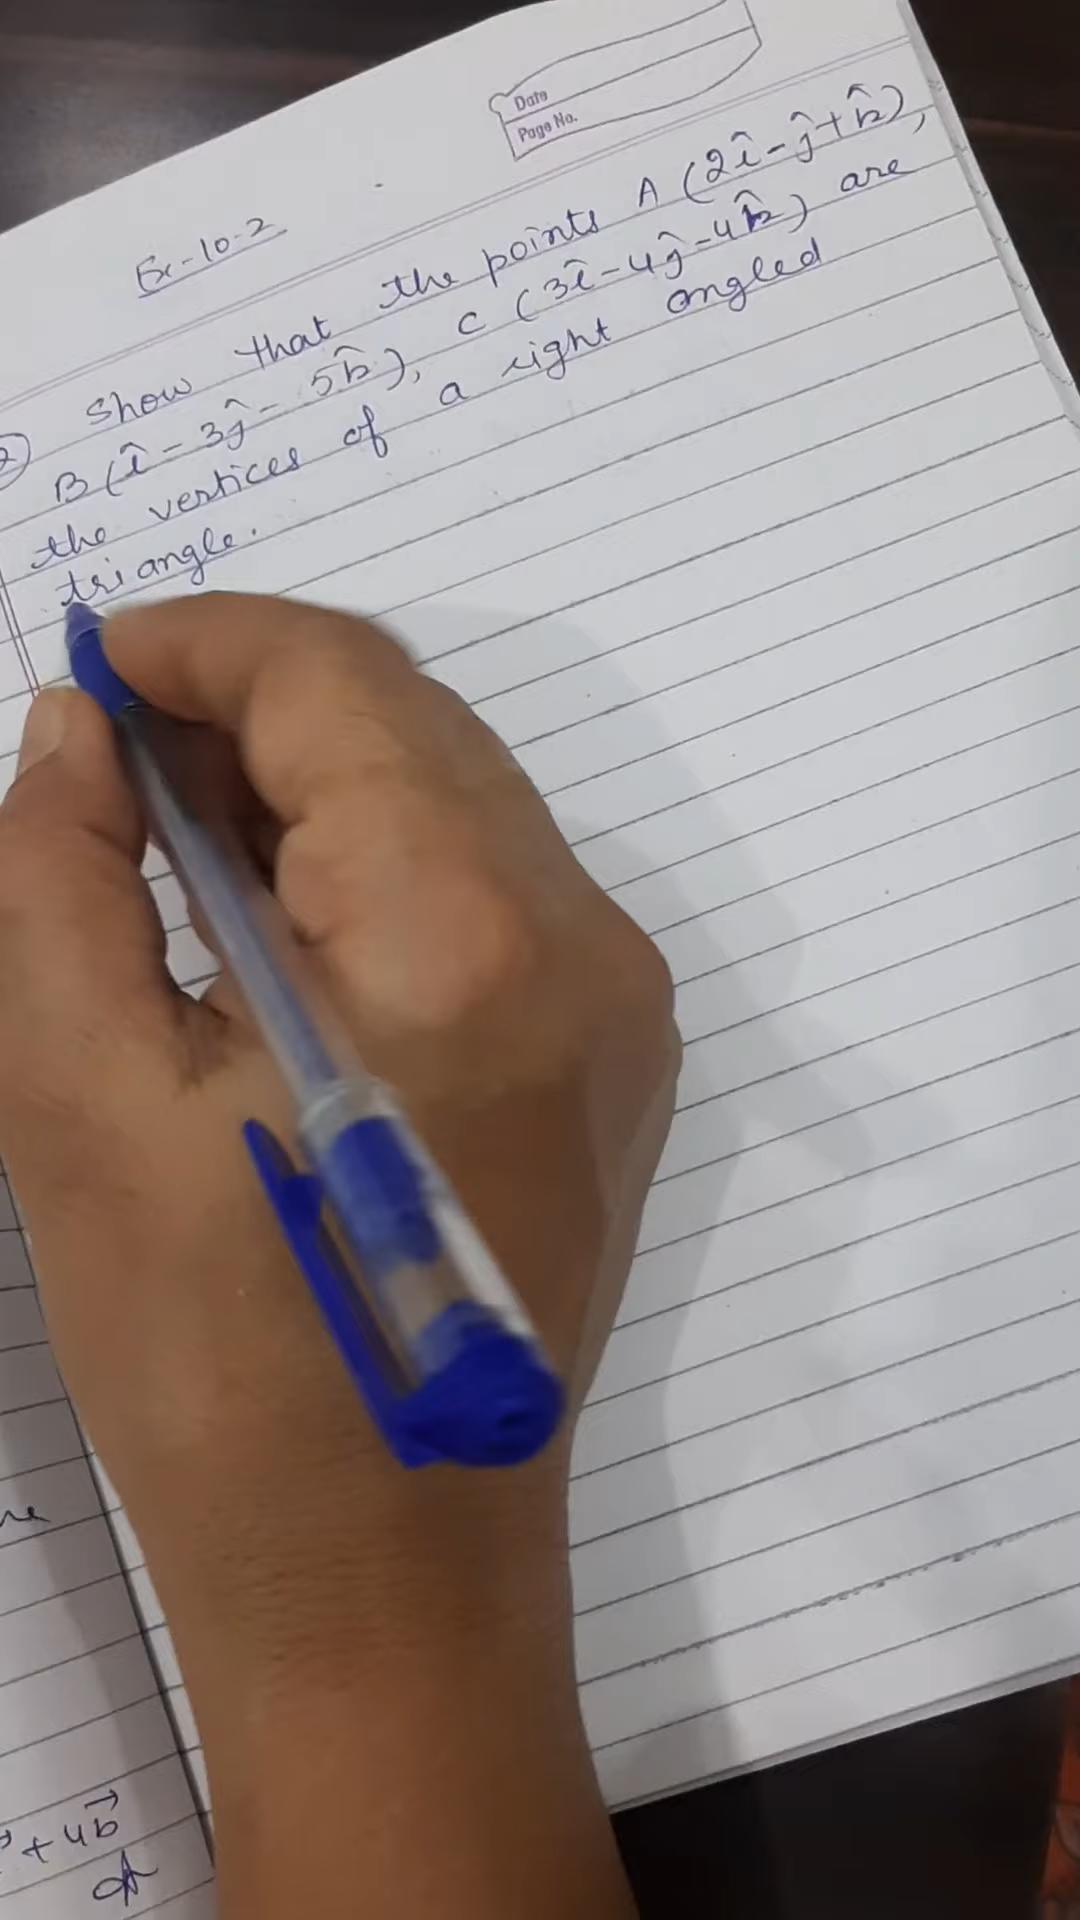 Date
Page No.
Ex-10.2
Show that the points A (2î-ĵ+k̂),
B (î-3ĵ-5k̂), C (3î-4ĵ-4k̂) are
the vertices of a right angled
triangle.
+ 4b⃗